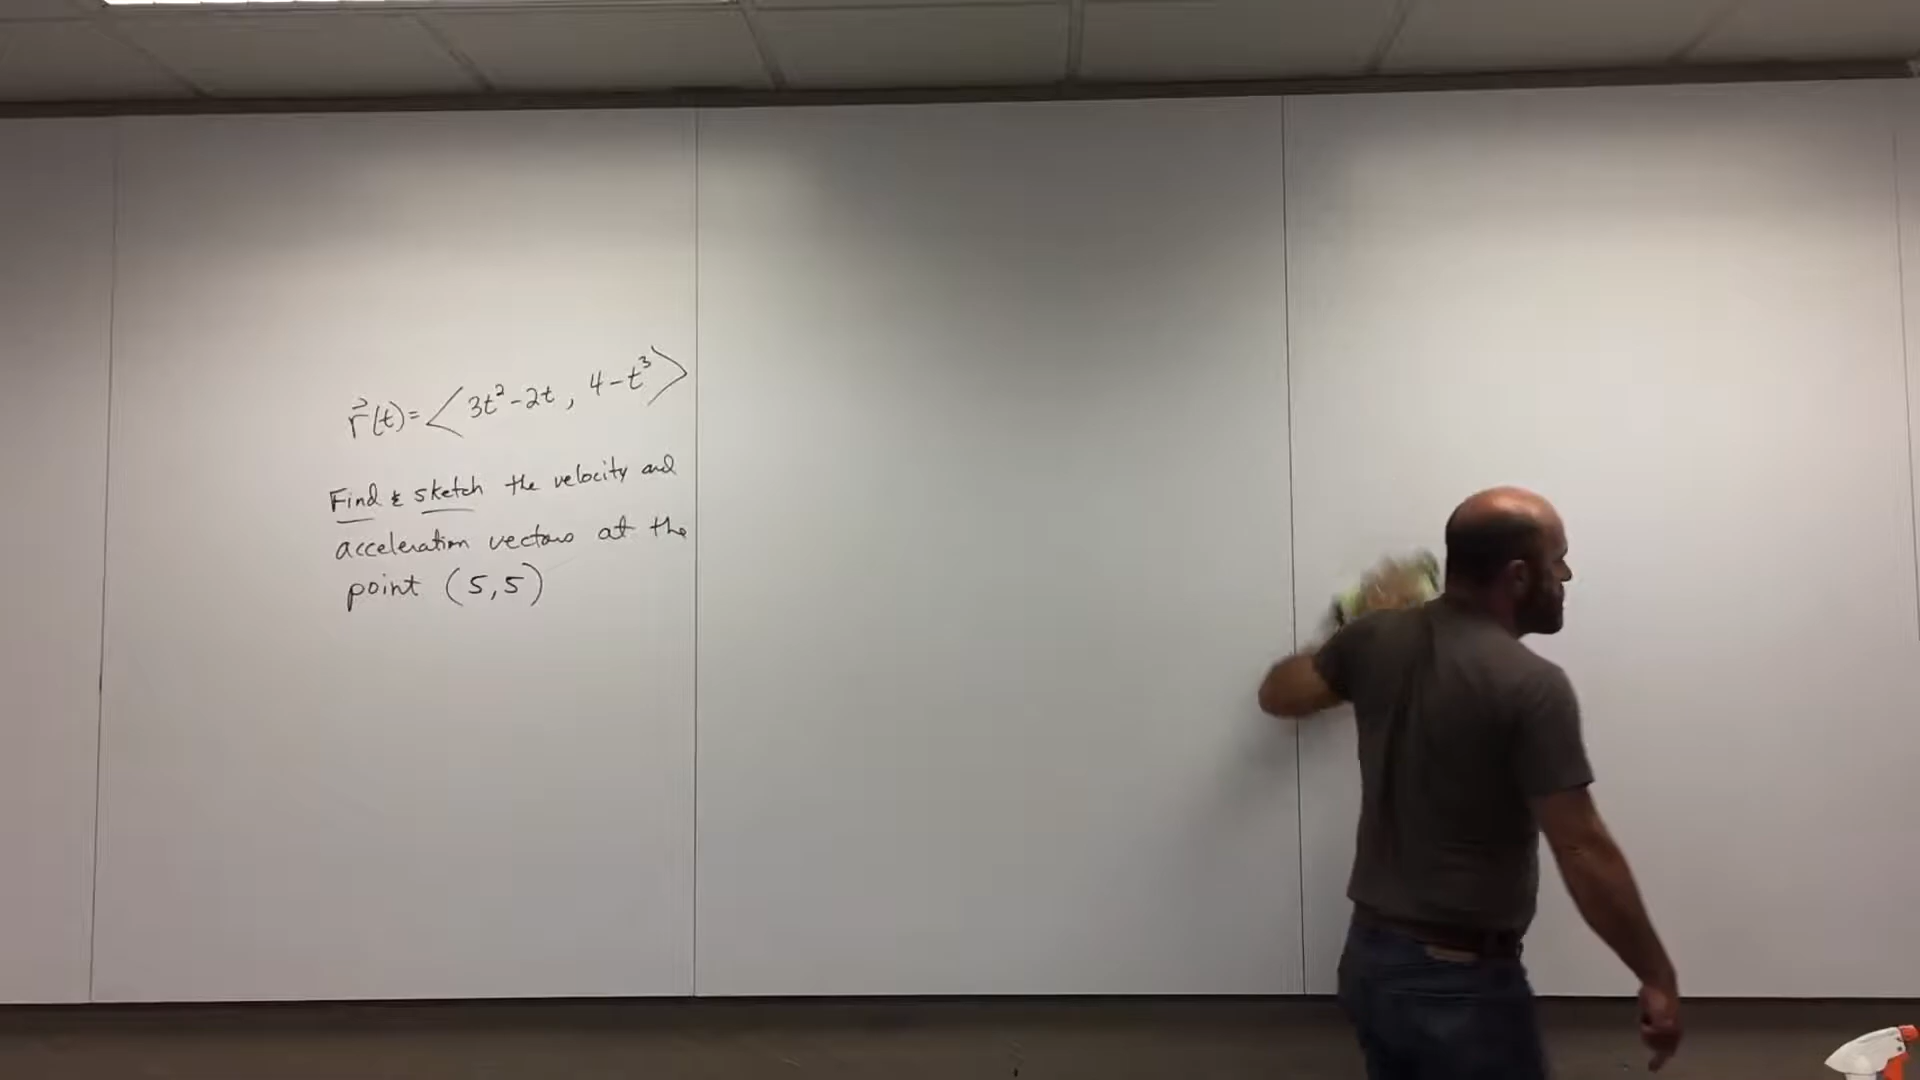 r⃗(t)=⟨3t²-2t, 4-t³⟩
Find & sketch the velocity and
acceleration vectors at the
point (5,5)